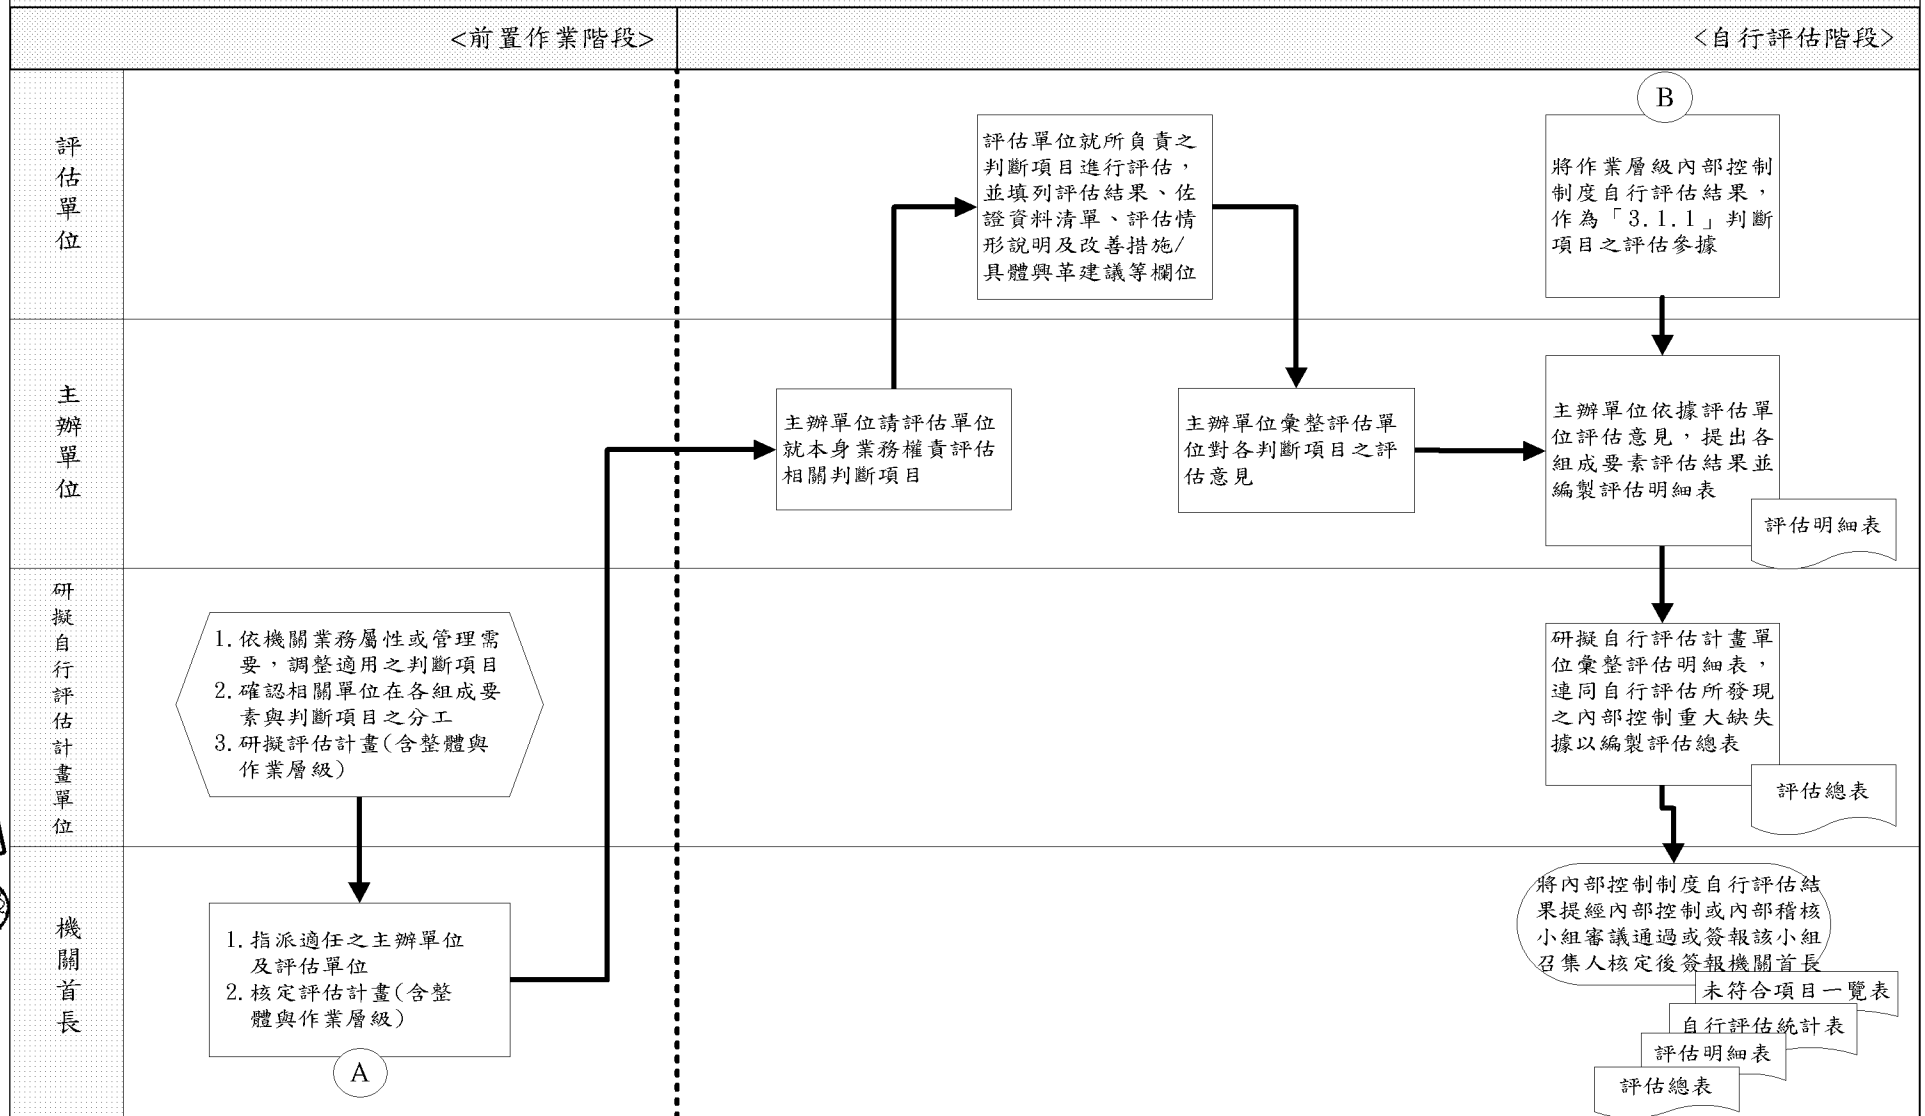 <前置作業階段>
<自行評估階段>
評估單位
B
評估單位就所負責之
判斷項目進行評估，
並填列評估結果、佐
證資料清單、評估情
形說明及改善措施/
具體興革建議等欄位
將作業層級內部控制
制度自行評估結果，
作為「3.1.1」判斷
項目之評估參據
主辦單位
主辦單位請評估單位
就本身業務權責評估
相關判斷項目
主辦單位彙整評估單
位對各判斷項目之評
估意見
主辦單位依據評估單
位評估意見，提出各
組成要素評估結果並
編製評估明細表
評估明細表
研擬自行評估計畫單位
1.依機關業務屬性或管理需
要，調整適用之判斷項目
2.確認相關單位在各組成要
素與判斷項目之分工
3.研擬評估計畫(含整體與
作業層級)
研擬自行評估計畫單
位彙整評估明細表，
連同自行評估所發現
之內部控制重大缺失
據以編製評估總表
評估總表
機關首長
1.指派適任之主辦單位
及評估單位
2.核定評估計畫(含整
體與作業層級)
A
將內部控制制度自行評估結
果提經內部控制或內部稽核
小組審議通過或簽報該小組
召集人核定後簽報機關首長
未符合項目一覽表
自行評估統計表
評估明細表
評估總表